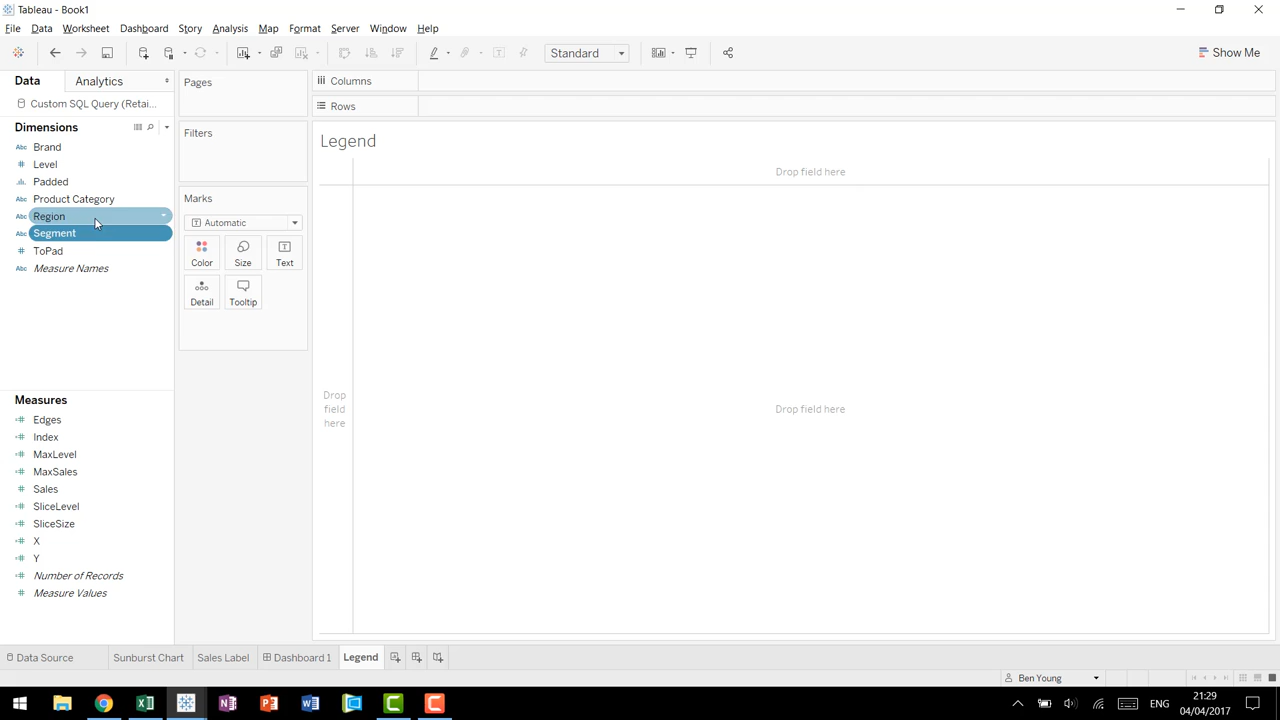 Tableau - Book1
File Data Worksheet Dashboard Story Analysis Map Format Server Window Help
Standard
Show Me
Data Analytics
Pages
Columns
Custom SQL Query (Retai...
Rows
Dimensions
Filters
Legend
Brand
Level
Drop field here
Padded
Product Category
Marks
Region
Automatic
Segment
ToPad
Color Size Text
Measure Names
Detail Tooltip
Measures
Drop
field
here
Drop field here
Edges
Index
MaxLevel
MaxSales
Sales
SliceLevel
SliceSize
X
Y
Number of Records
Measure Values
Data Source Sunburst Chart Sales Label Dashboard 1 Legend
Ben Young
ENG
21:29
04/04/2017